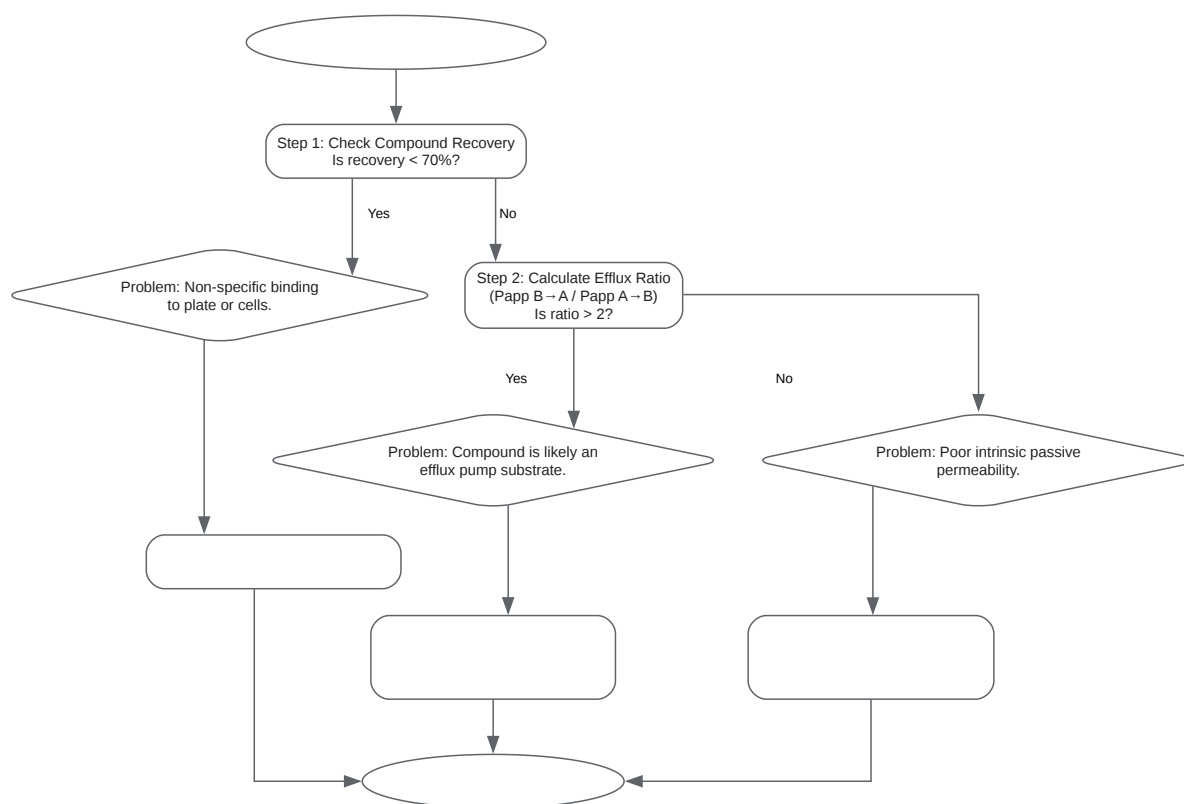 Step 1: Check Compound Recovery
Is recovery < 70%?
Yes
No
Problem: Non-specific binding
to plate or cells.
Step 2: Calculate Efflux Ratio
(Papp B→A / Papp A→B)
Is ratio > 2?
Yes
No
Problem: Compound is likely an
efflux pump substrate.
Problem: Poor intrinsic passive
permeability.